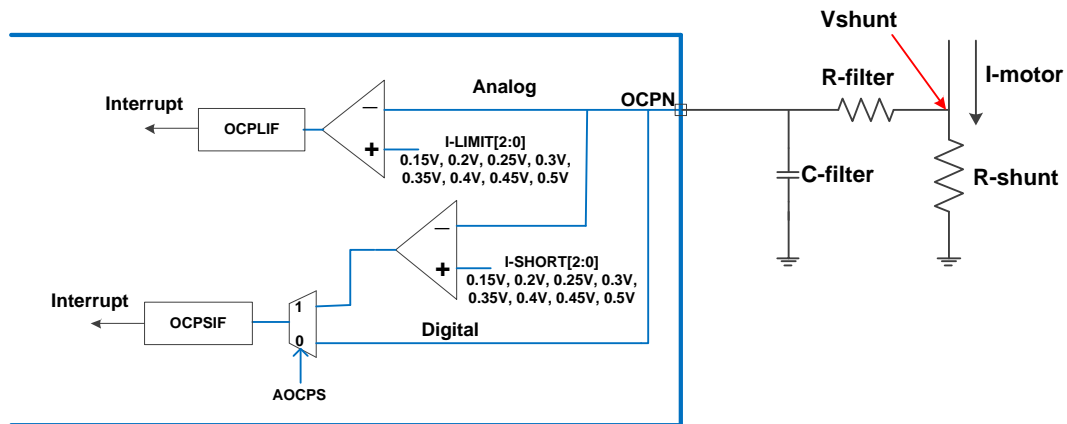 Vshunt
R-filter
I-motor
Analog
OCPN
Interrupt
OCPLIF
–
+
I-LIMIT[2:0]
0.15V, 0.2V, 0.25V, 0.3V,
0.35V, 0.4V, 0.45V, 0.5V
C-filter
R-shunt
–
+
I-SHORT[2:0]
0.15V, 0.2V, 0.25V, 0.3V,
0.35V, 0.4V, 0.45V, 0.5V
Interrupt
OCPSIF
1
0
Digital
AOCPS